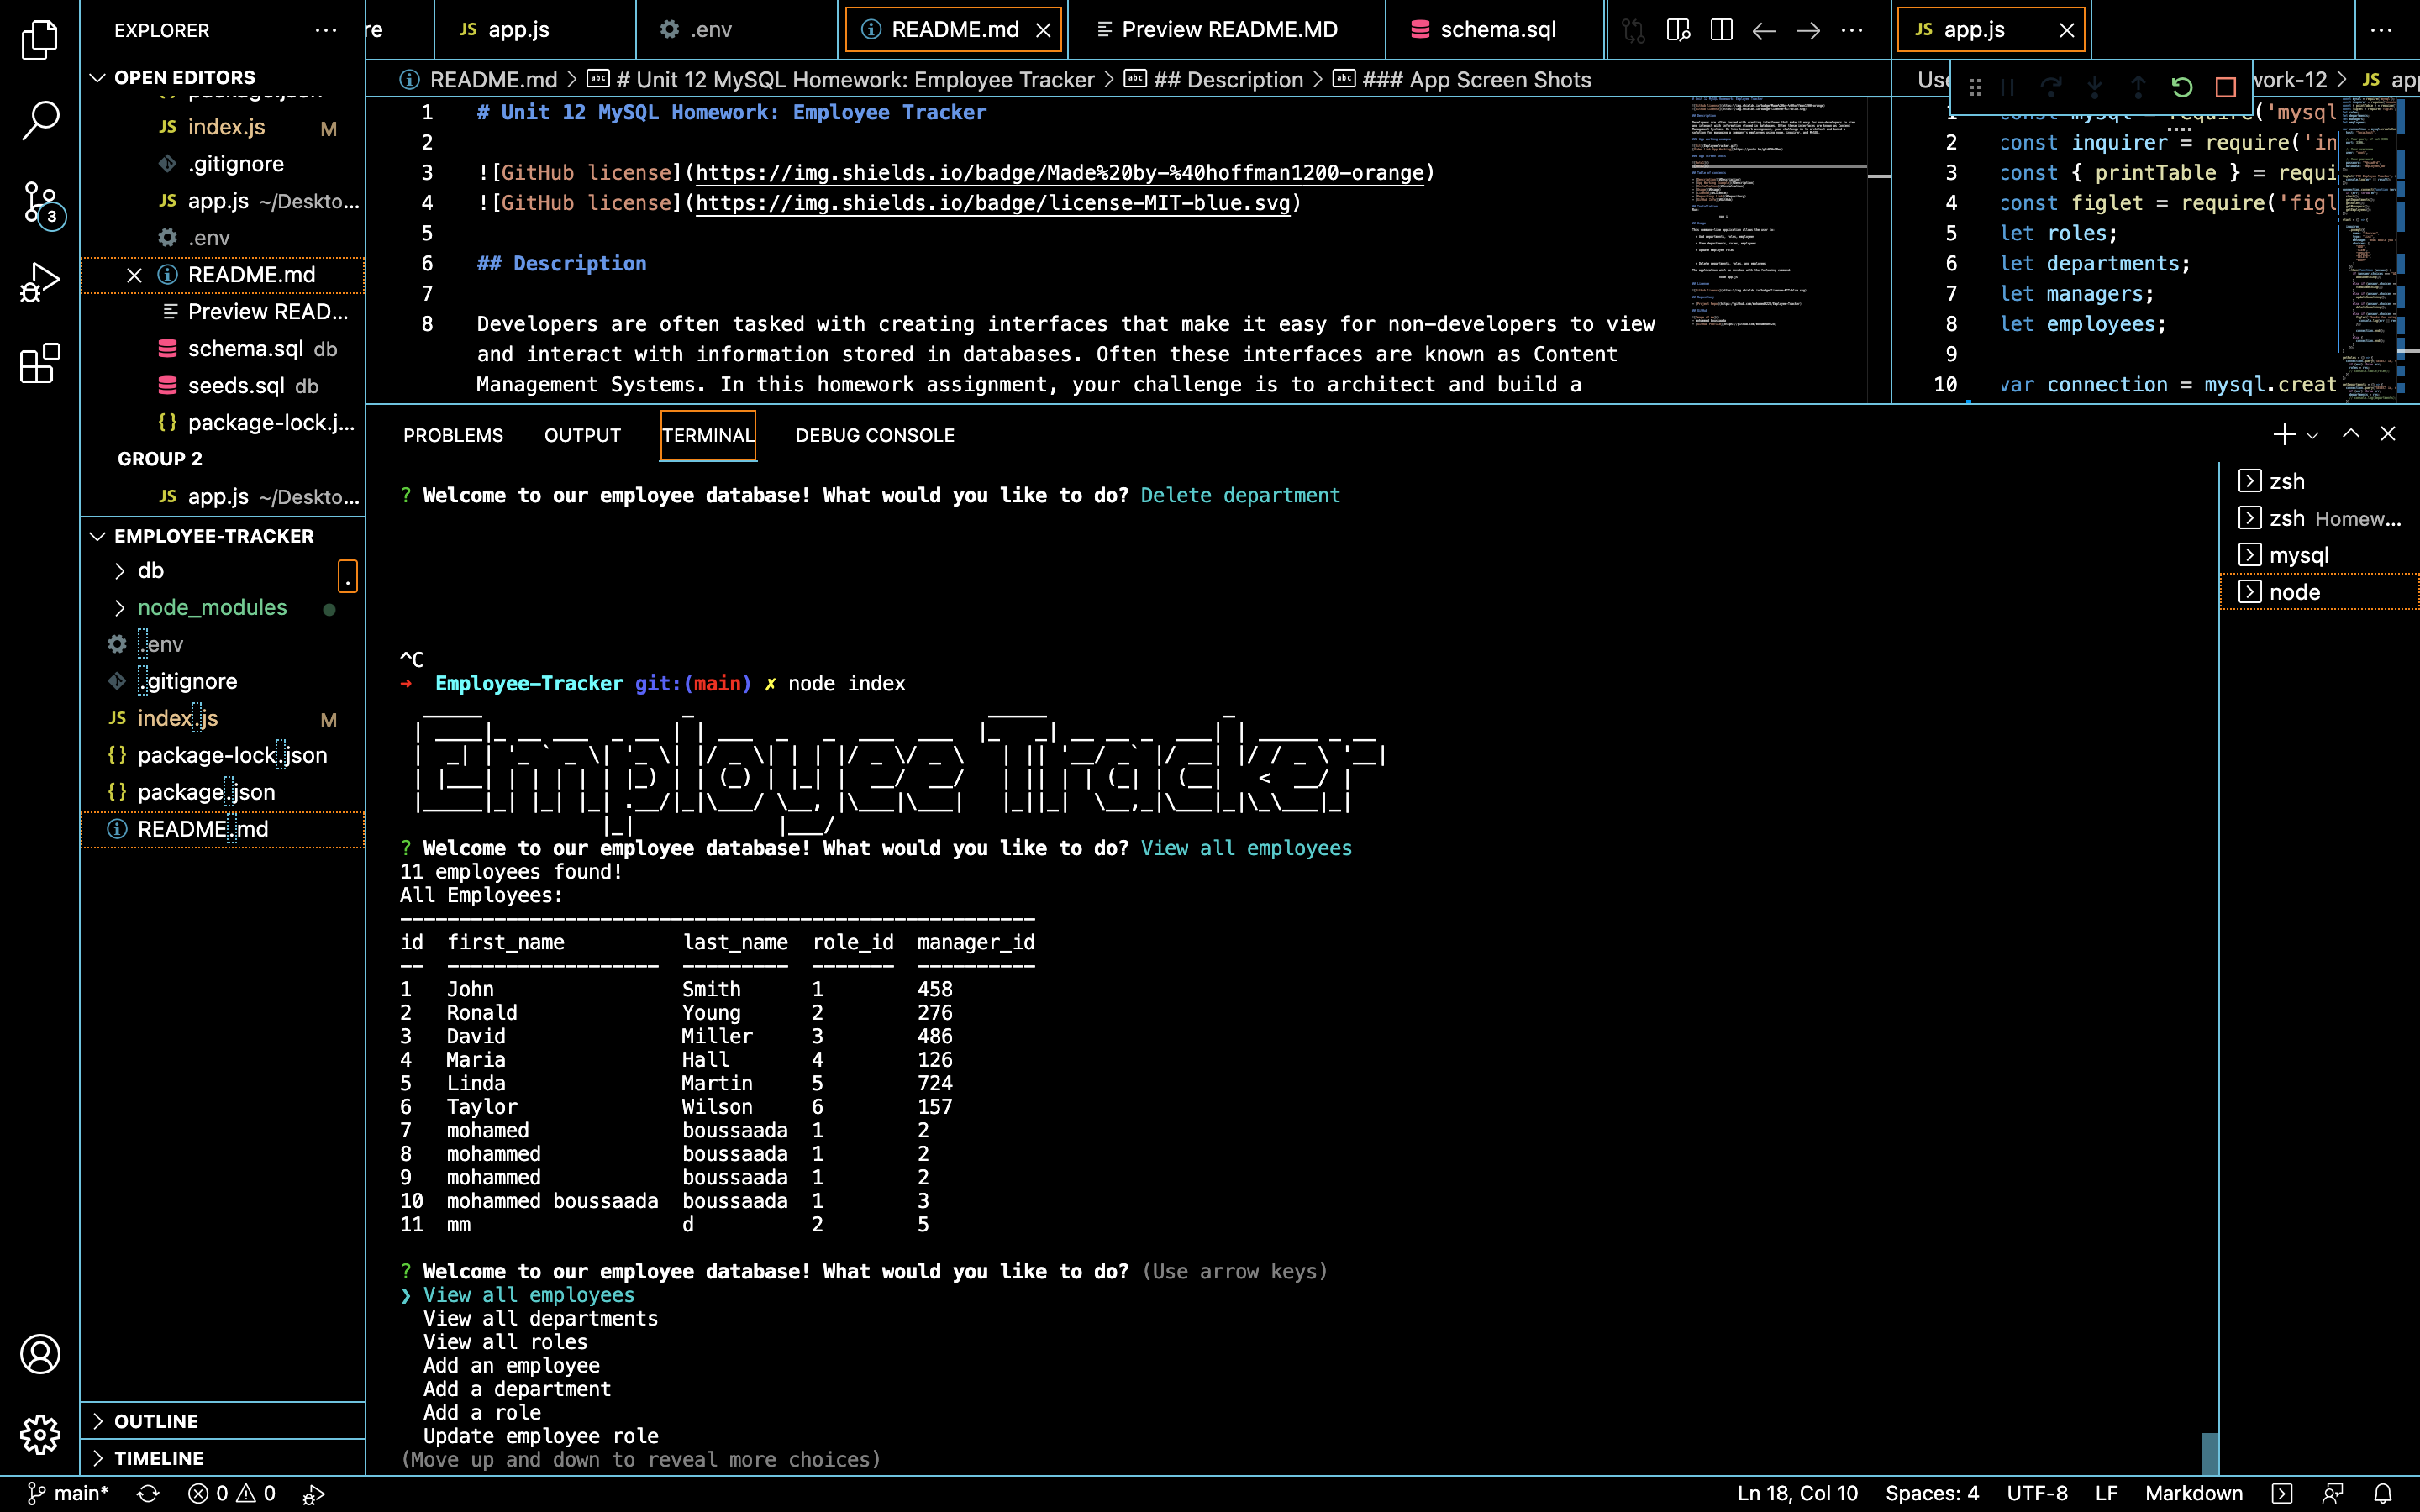 EXPLORER
OPEN EDITORS
package.json
index.js M
.gitignore
app.js ~/Deskto...
.env
README.md
Preview READ...
schema.sql db
seeds.sql db
package-lock.j...
GROUP 2
app.js ~/Deskto...
EMPLOYEE-TRACKER
db
node_modules
.env
.gitignore
index.js M
package-lock.json
package.json
README.md
OUTLINE
TIMELINE
3
re
JS app.js
.env
README.md
Preview README.MD
schema.sql
README.md > # Unit 12 MySQL Homework: Employee Tracker > ## Description > ### App Screen Shots
1 # Unit 12 MySQL Homework: Employee Tracker
2
3 ![GitHub license](https://img.shields.io/badge/Made%20by-%40hoffman1200-orange)
4 ![GitHub license](https://img.shields.io/badge/license-MIT-blue.svg)
5
6 ## Description
7
8 Developers are often tasked with creating interfaces that make it easy for non-developers to view
and interact with information stored in databases. Often these interfaces are known as Content
Management Systems. In this homework assignment, your challenge is to architect and build a
JS app.js
Use
work-12 > JS app
1 const mysql = require('mysql
2 const inquirer = require('in
3 const { printTable } = requi
4 const figlet = require('figl
5 let roles;
6 let departments;
7 let managers;
8 let employees;
9
10 var connection = mysql.creat
PROBLEMS OUTPUT TERMINAL DEBUG CONSOLE
? Welcome to our employee database! What would you like to do? Delete department
^C
➜ Employee-Tracker git:(main) ✗ node index
Employee Tracker
? Welcome to our employee database! What would you like to do? View all employees
11 employees found!
All Employees:
id first_name last_name role_id manager_id
1 John Smith 1 458
2 Ronald Young 2 276
3 David Miller 3 486
4 Maria Hall 4 126
5 Linda Martin 5 724
6 Taylor Wilson 6 157
7 mohamed boussaada 1 2
8 mohammed boussaada 1 2
9 mohammed boussaada 1 2
10 mohammed boussaada boussaada 1 3
11 mm d 2 5
? Welcome to our employee database! What would you like to do? (Use arrow keys)
❯ View all employees
View all departments
View all roles
Add an employee
Add a department
Add a role
Update employee role
(Move up and down to reveal more choices)
zsh
zsh Homew...
mysql
node
main* 0 0
Ln 18, Col 10 Spaces: 4 UTF-8 LF Markdown